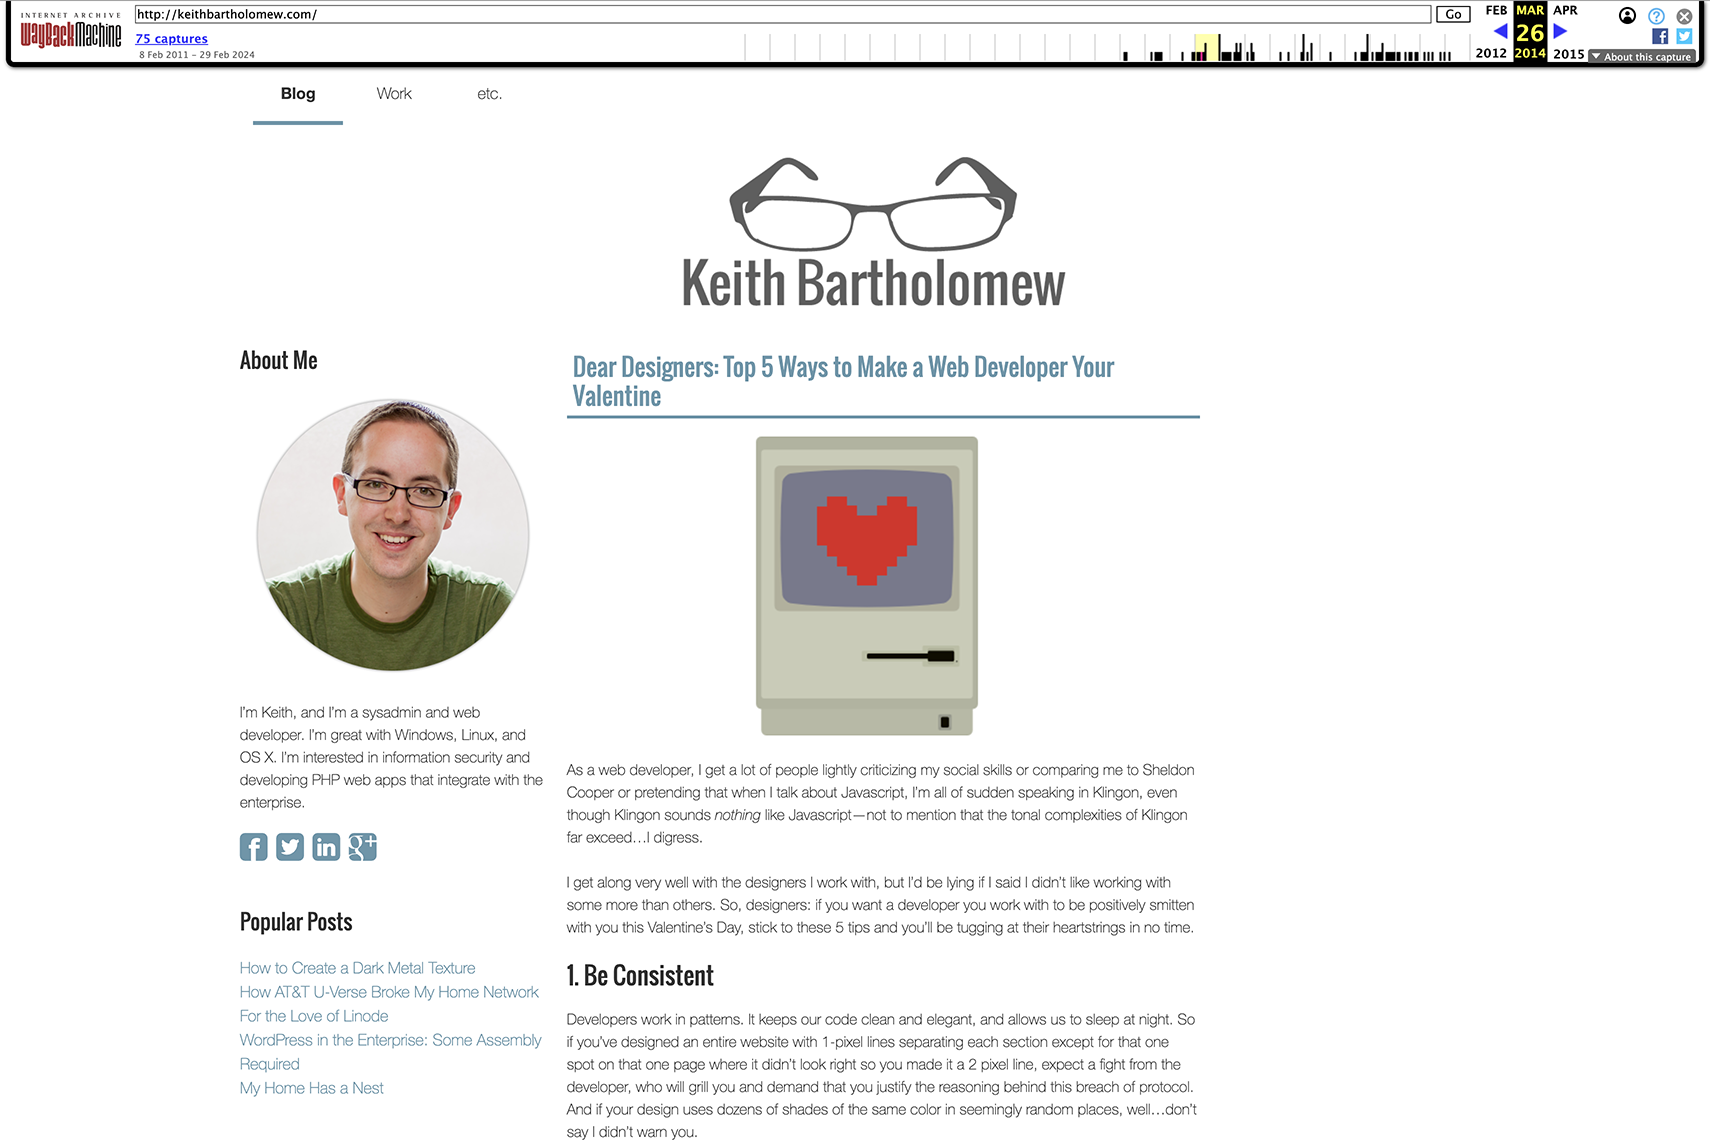 INTERNET ARCHIVE
WayBackMachine
http://keithbartholomew.com/
Go
75 captures
8 Feb 2011 – 29 Feb 2024
FEB MAR APR
26
2012 2014 2015
About this capture
Blog Work etc.
Keith Bartholomew
About Me
I'm Keith, and I'm a sysadmin and web
developer. I'm great with Windows, Linux, and
OS X. I'm interested in information security and
developing PHP web apps that integrate with the
enterprise.
Popular Posts
How to Create a Dark Metal Texture
How AT&T U-Verse Broke My Home Network
For the Love of Linode
WordPress in the Enterprise: Some Assembly
Required
My Home Has a Nest
Dear Designers: Top 5 Ways to Make a Web Developer Your
Valentine
As a web developer, I get a lot of people lightly criticizing my social skills or comparing me to Sheldon
Cooper or pretending that when I talk about Javascript, I'm all of sudden speaking in Klingon, even
though Klingon sounds nothing like Javascript—not to mention that the tonal complexities of Klingon
far exceed…I digress.
I get along very well with the designers I work with, but I'd be lying if I said I didn't like working with
some more than others. So, designers: if you want a developer you work with to be positively smitten
with you this Valentine's Day, stick to these 5 tips and you'll be tugging at their heartstrings in no time.
1. Be Consistent
Developers work in patterns. It keeps our code clean and elegant, and allows us to sleep at night. So
if you've designed an entire website with 1-pixel lines separating each section except for that one
spot on that one page where it didn't look right so you made it a 2 pixel line, expect a fight from the
developer, who will grill you and demand that you justify the reasoning behind this breach of protocol.
And if your design uses dozens of shades of the same color in seemingly random places, well…don't
say I didn't warn you.